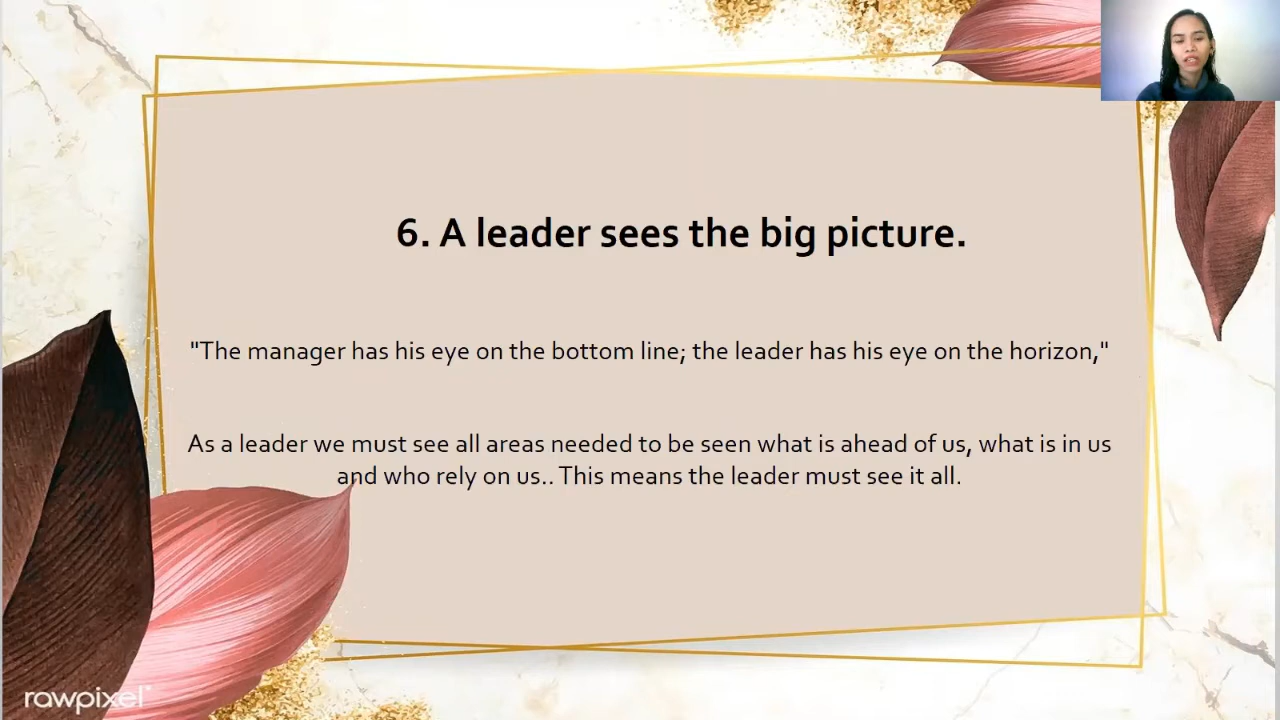 6. A leader sees the big picture.
"The manager has his eye on the bottom line; the leader has his eye on the horizon,"
As a leader we must see all areas needed to be seen what is ahead of us, what is in us
and who rely on us.. This means the leader must see it all.
rawpixel